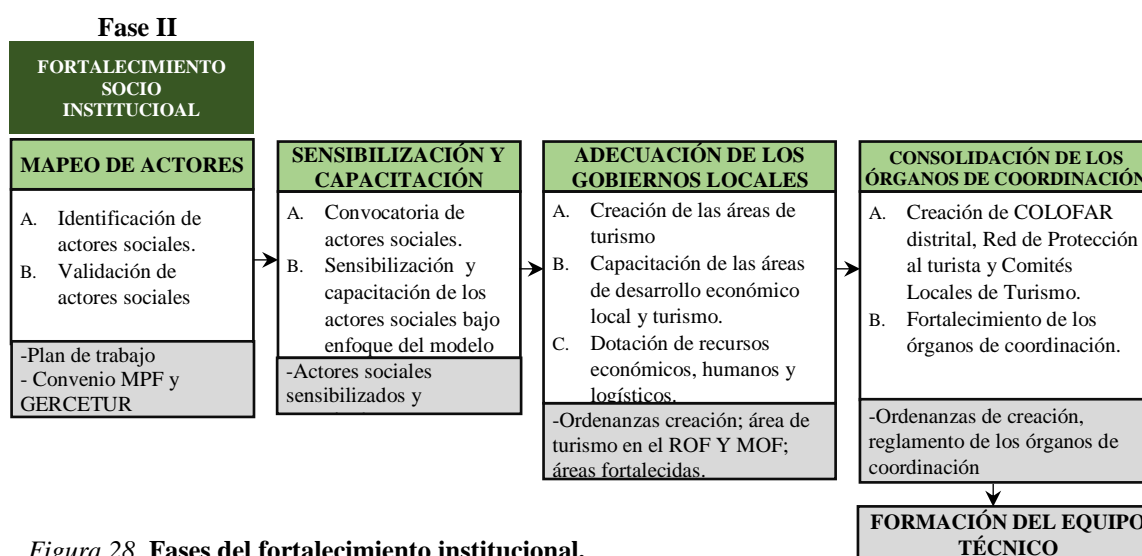 Fase II
FORTALECIMIENTO
SOCIO
INSTITUCIOAL
MAPEO DE ACTORES
A. Identificación de
actores sociales.
B. Validación de
actores sociales
-Plan de trabajo
- Convenio MPF y
GERCETUR
SENSIBILIZACIÓN Y
CAPACITACIÓN
A. Convocatoria de
actores sociales.
B. Sensibilización y
capacitación de los
actores sociales bajo
enfoque del modelo
-Actores sociales
sensibilizados y
ADECUACIÓN DE LOS
GOBIERNOS LOCALES
A. Creación de las áreas de
turismo
B. Capacitación de las áreas
de desarrollo económico
local y turismo.
C. Dotación de recursos
económicos, humanos y
logísticos.
-Ordenanzas creación; área de
turismo en el ROF Y MOF;
áreas fortalecidas.
CONSOLIDACIÓN DE LOS
ÓRGANOS DE COORDINACIÓN
A. Creación de COLOFAR
distrital, Red de Protección
al turista y Comités
Locales de Turismo.
B. Fortalecimiento de los
órganos de coordinación.
-Ordenanzas de creación,
reglamento de los órganos de
coordinación
FORMACIÓN DEL EQUIPO
TÉCNICO
Figura 28. Fases del fortalecimiento institucional.